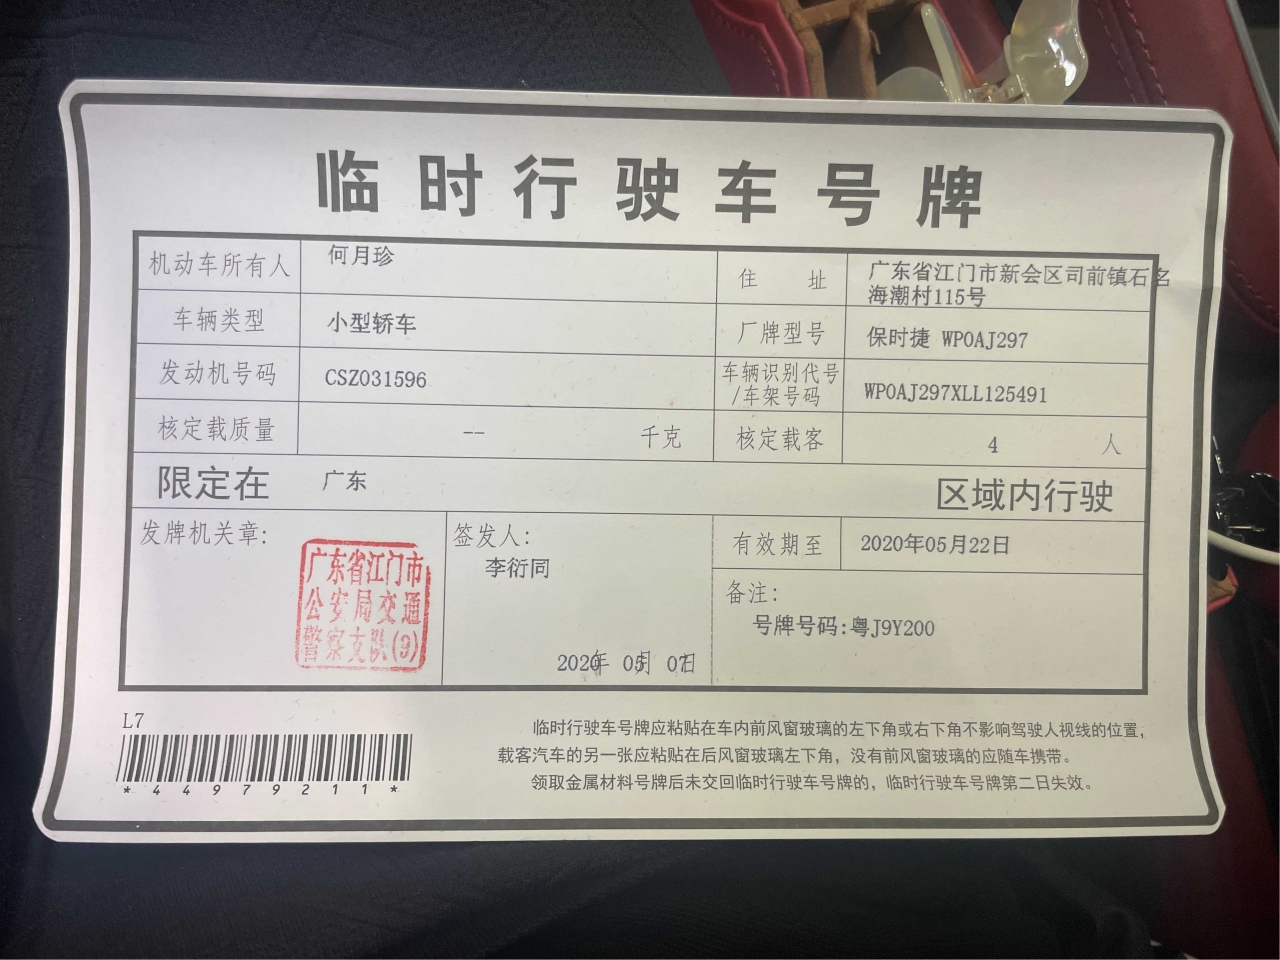 临时行驶车号牌
机动车所有人 何月珍 住 址 广东省江门市新会区司前镇石名
海潮村115号
车辆类型 小型轿车 厂牌型号 保时捷 WP0AJ297
发动机号码 CSZ031596 车辆识别代号
/车架号码 WP0AJ297XLL125491
核定载质量 -- 千克 核定载客 4 人
限定在 广东 区域内行驶
发牌机关章:
广东省江门市
公安局交通
警察支队(9)
签发人:
李衍同
2020年 05月 07日
有效期至 2020年05月22日
备注:
号牌号码:粤J9Y200
L7
*44979211*
临时行驶车号牌应粘贴在车内前风窗玻璃的左下角或右下角不影响驾驶人视线的位置,
载客汽车的另一张应粘贴在后风窗玻璃左下角,没有前风窗玻璃的应随车携带。
领取金属材料号牌后未交回临时行驶车号牌的,临时行驶车号牌第二日失效。